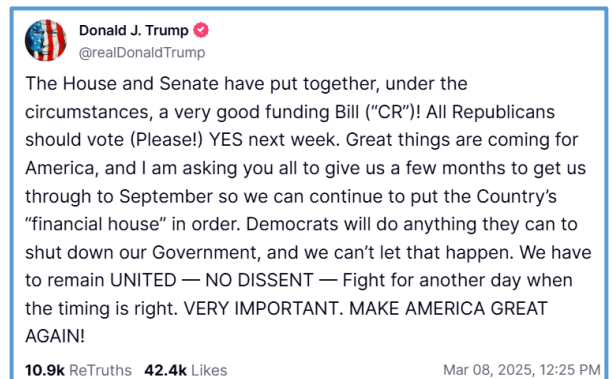 Donald J. Trump
@realDonaldTrump
The House and Senate have put together, under the
circumstances, a very good funding Bill (“CR”)! All Republicans
should vote (Please!) YES next week. Great things are coming for
America, and I am asking you all to give us a few months to get us
through to September so we can continue to put the Country’s
“financial house” in order. Democrats will do anything they can to
shut down our Government, and we can’t let that happen. We have
to remain UNITED — NO DISSENT — Fight for another day when
the timing is right. VERY IMPORTANT. MAKE AMERICA GREAT
AGAIN!
10.9k ReTruths 42.4k Likes Mar 08, 2025, 12:25 PM